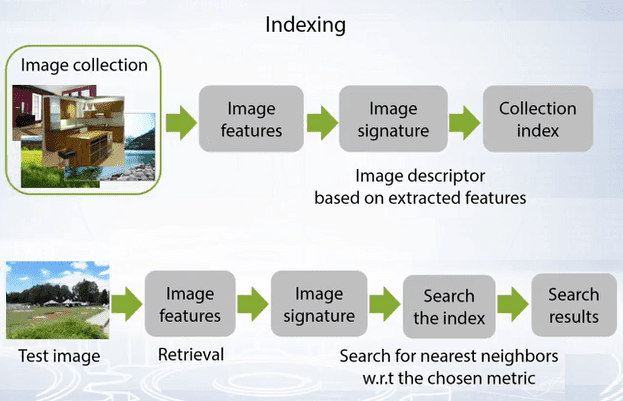 Indexing
Image collection
Image
features
Image
signature
Collection
index
Image descriptor
based on extracted features
Image
features
Image
signature
Search
the index
Search
results
Test image
Retrieval
Search for nearest neighbors
w.r.t the chosen metric